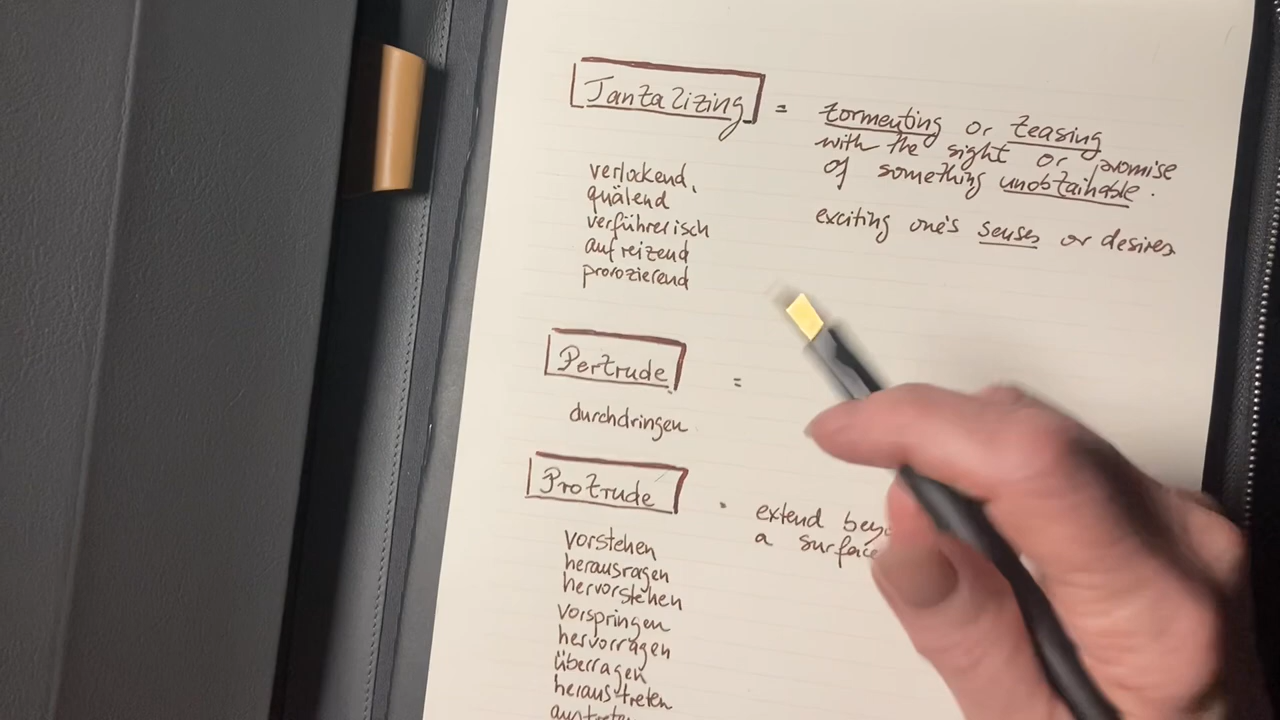 Tantalizing = tormenting or teasing
with the sight or promise
of something unobtainable.
exciting one's senses or desires
verlockend,
quälend
verführerisch
aufreizend
provozierend
Pertrude =
durchdringen
Protrude • extend
a surface
vorstehen
herausragen
hervorstehen
vorspringen
hervorragen
überragen
heraustreten